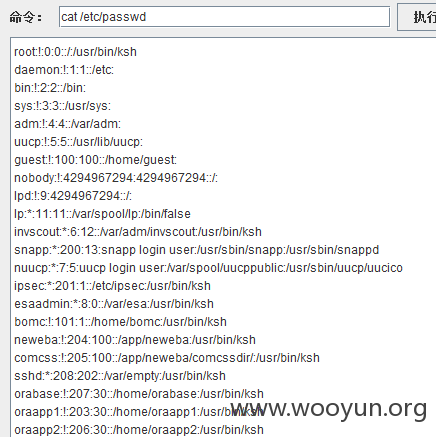 命令： cat /etc/passwd 执行
root:!:0:0::/:/usr/bin/ksh
daemon:!:1:1::/etc:
bin:!:2:2::/bin:
sys:!:3:3::/usr/sys:
adm:!:4:4::/var/adm:
uucp:!:5:5::/usr/lib/uucp:
guest:!:100:100::/home/guest:
nobody:!:4294967294:4294967294::/:
lpd:!:9:4294967294::/:
lp:*:11:11::/var/spool/lp:/bin/false
invscout:*:6:12::/var/adm/invscout:/usr/bin/ksh
snapp:*:200:13:snapp login user:/usr/sbin/snapp:/usr/sbin/snappd
nuucp:*:7:5:uucp login user:/var/spool/uucppublic:/usr/sbin/uucp/uucico
ipsec:*:201:1::/etc/ipsec:/usr/bin/ksh
esaadmin:*:8:0::/var/esa:/usr/bin/ksh
bomc:!:101:1::/home/bomc:/usr/bin/ksh
neweba:!:204:100::/app/neweba:/usr/bin/ksh
comcss:!:205:100::/app/neweba/comcssdir/:/usr/bin/ksh
sshd:*:208:202::/var/empty:/usr/bin/ksh
orabase:!:207:30::/home/orabase:/usr/bin/ksh
oraapp1:!:203:30::/home/oraapp1:/usr/bin/ksh
oraapp2:!:206:30::/home/oraapp2:/usr/bin/ksh
www.wooyun.org